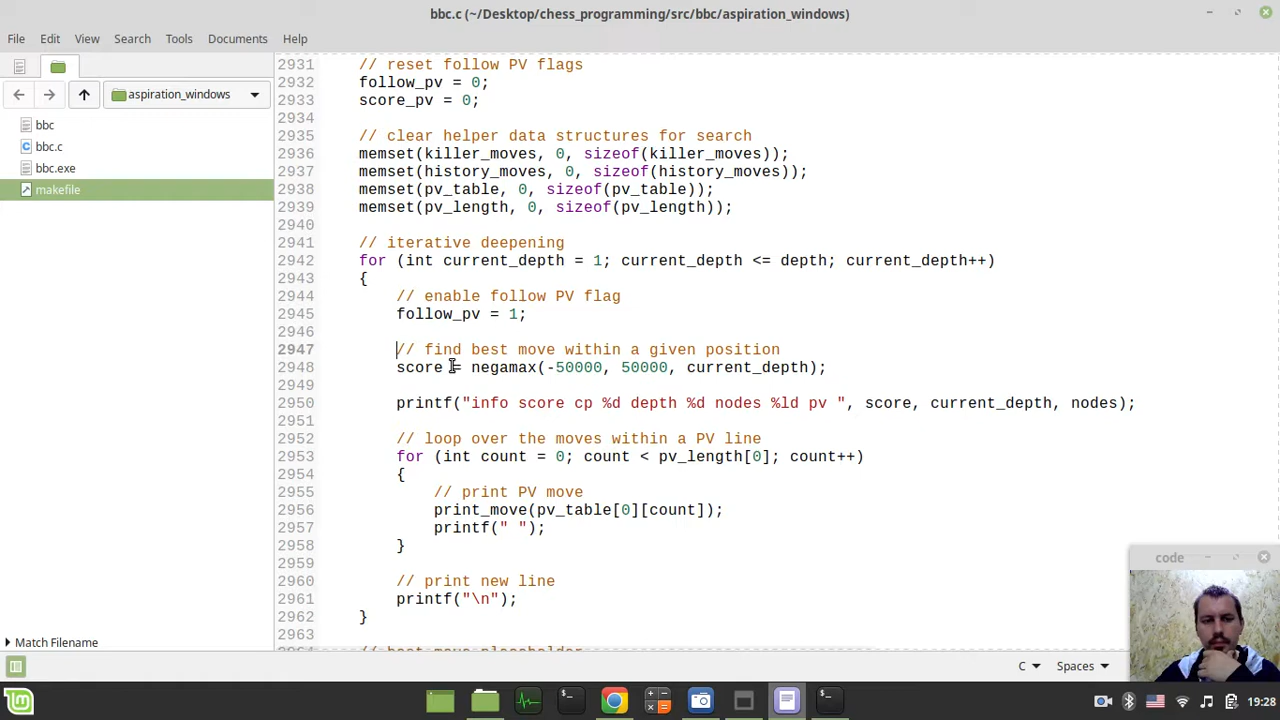 bbc.c (~/Desktop/chess_programming/src/bbc/aspiration_windows)
File Edit View Search Tools Documents Help
aspiration_windows
bbc
bbc.c
bbc.exe
makefile
Match Filename
2931 // reset follow PV flags
2932 follow_pv = 0;
2933 score_pv = 0;
2934
2935 // clear helper data structures for search
2936 memset(killer_moves, 0, sizeof(killer_moves));
2937 memset(history_moves, 0, sizeof(history_moves));
2938 memset(pv_table, 0, sizeof(pv_table));
2939 memset(pv_length, 0, sizeof(pv_length));
2940
2941 // iterative deepening
2942 for (int current_depth = 1; current_depth <= depth; current_depth++)
2943 {
2944 // enable follow PV flag
2945 follow_pv = 1;
2946
2947 // find best move within a given position
2948 score = negamax(-50000, 50000, current_depth);
2949
2950 printf("info score cp %d depth %d nodes %ld pv ", score, current_depth, nodes);
2951
2952 // loop over the moves within a PV line
2953 for (int count = 0; count < pv_length[0]; count++)
2954 {
2955 // print PV move
2956 print_move(pv_table[0][count]);
2957 printf(" ");
2958 }
2959
2960 // print new line
2961 printf("\n");
2962 }
2963
code
C Spaces
19:28